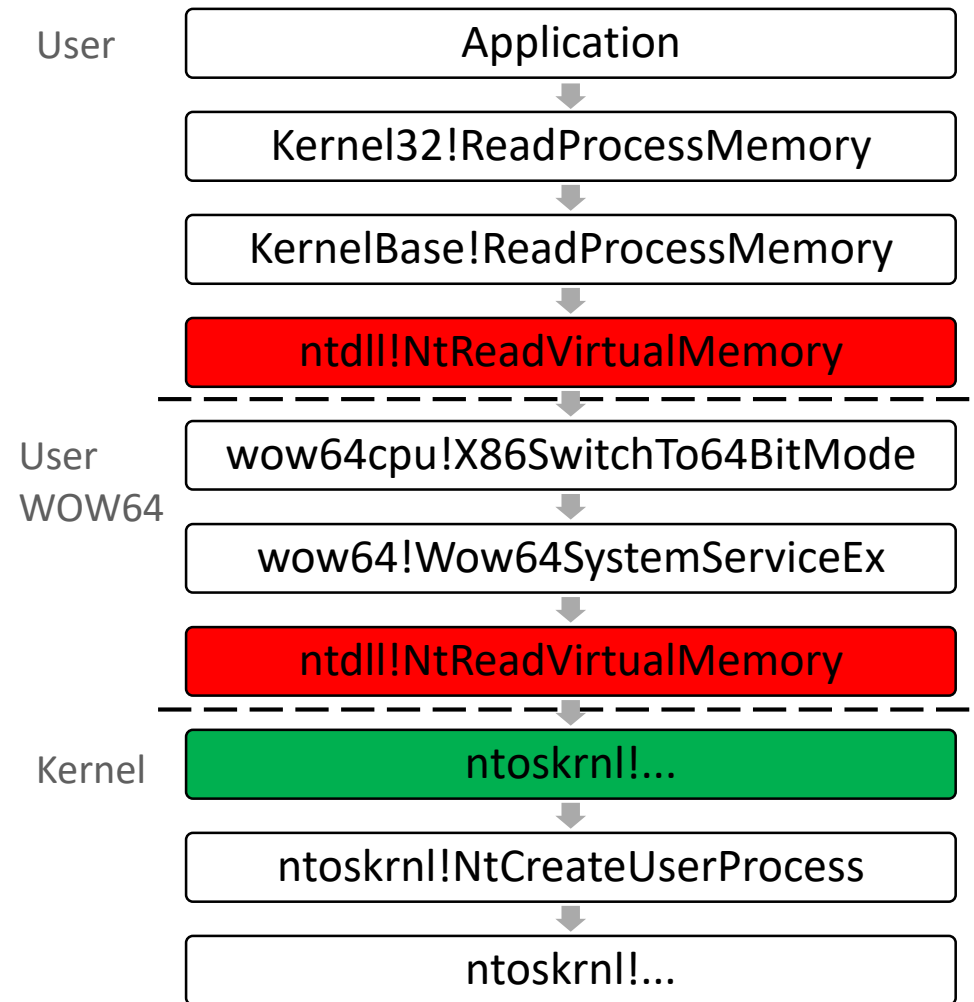 User
Application
Kernel32!ReadProcessMemory
KernelBase!ReadProcessMemory
ntdll!NtReadVirtualMemory
User
WOW64
wow64cpu!X86SwitchTo64BitMode
wow64!Wow64SystemServiceEx
ntdll!NtReadVirtualMemory
Kernel
ntoskrnl!...
ntoskrnl!NtCreateUserProcess
ntoskrnl!...